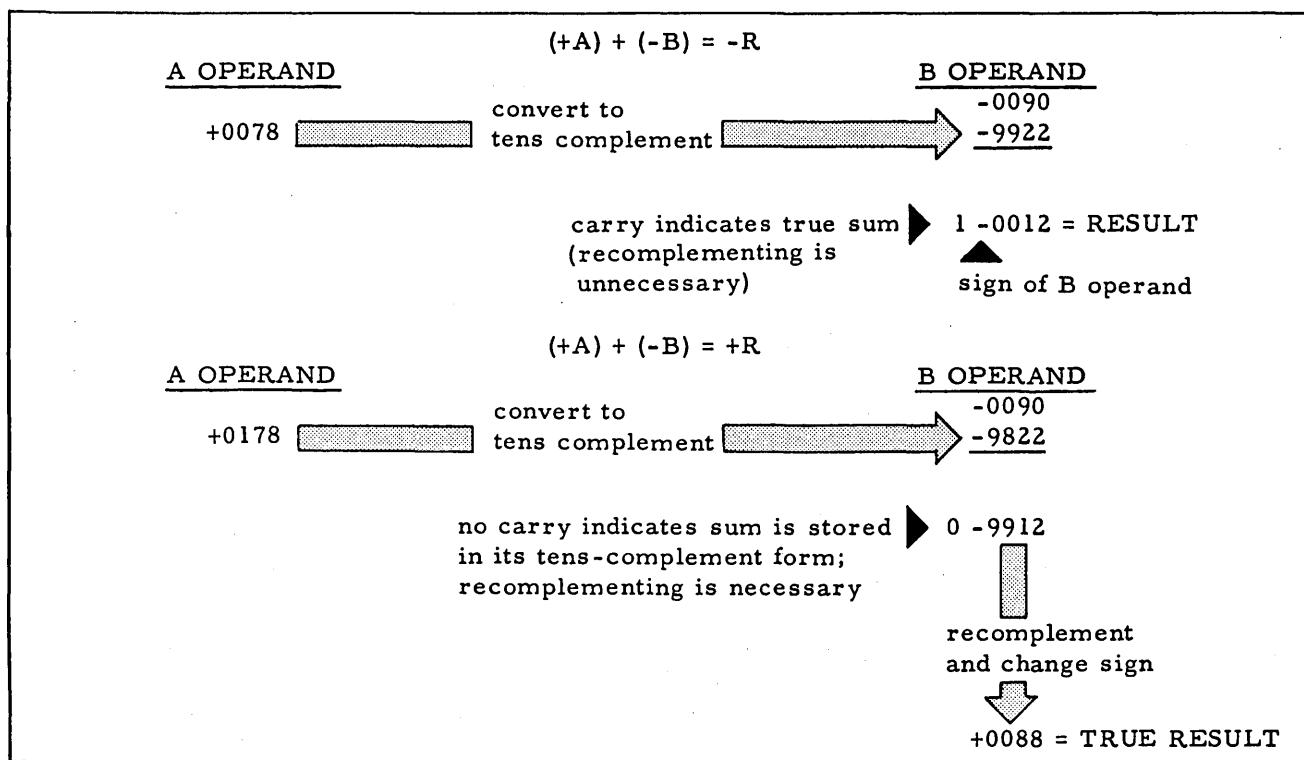 (+A) + (-B) = -R
A OPERAND
B OPERAND
-0090
+0078
convert to
tens complement
-9922
carry indicates true sum
(recomplementing is
unnecessary)
1 -0012 = RESULT
sign of B operand
(+A) + (-B) = +R
A OPERAND
B OPERAND
-0090
+0178
convert to
tens complement
-9822
no carry indicates sum is stored
in its tens-complement form;
recomplementing is necessary
0 -9912
recomplement
and change sign
+0088 = TRUE RESULT